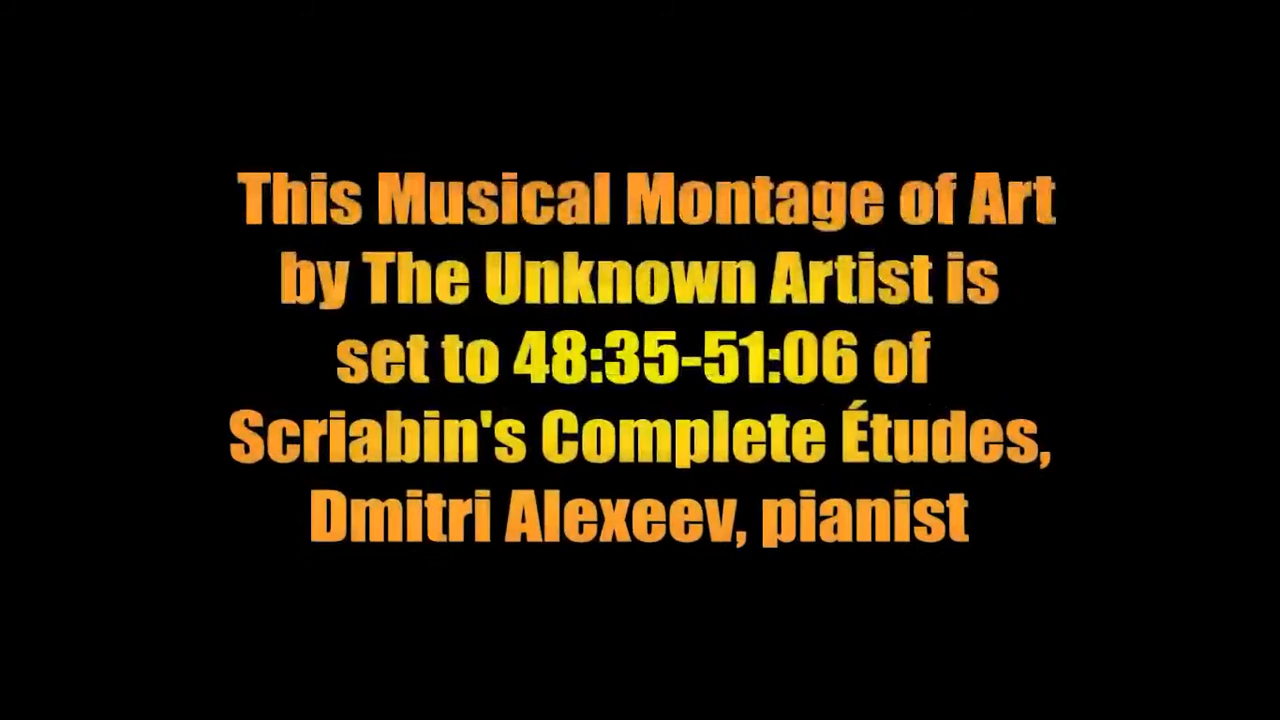 This Musical Montage of Art
by The Unknown Artist is
set to 48:35-51:06 of
Scriabin's Complete Études,
Dmitri Alexeev, pianist